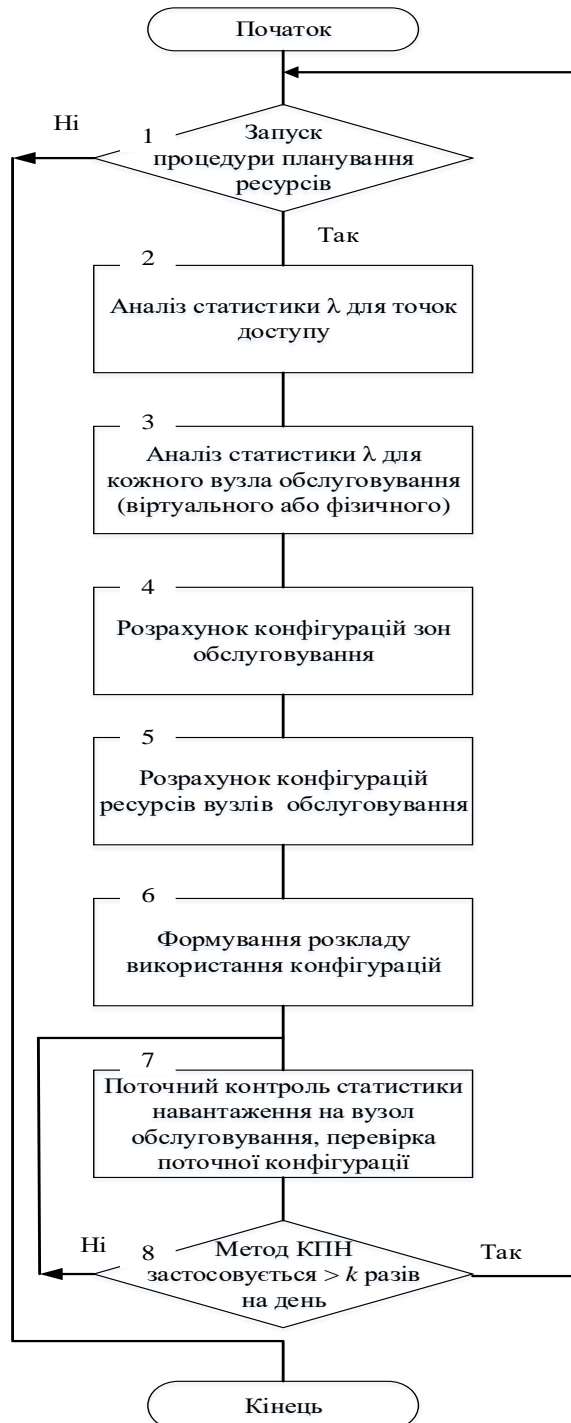 Початок
Ні
1
Запуск
процедури планування
ресурсів
Так
2
Аналіз статистики λ для точок
доступу
3
Аналіз статистики λ для
кожного вузла обслуговування
(віртуального або фізичного)
4
Розрахунок конфігурацій зон
обслуговування
5
Розрахунок конфігурацій
ресурсів вузлів обслуговування
6
Формування розкладу
використання конфігурацій
7
Поточний контроль статистики
навантаження на вузол
обслуговування, перевірка
поточної конфігурації
Ні
8
Метод КПН
застосовується > k разів
на день
Так
Кінець